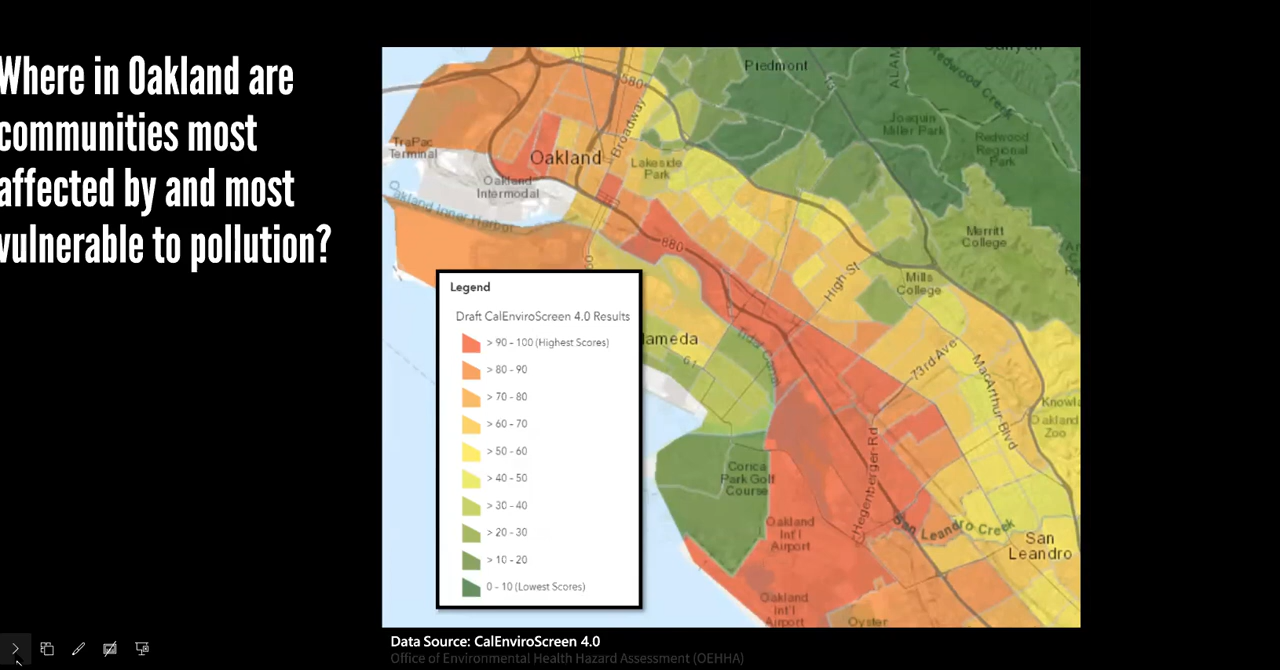 Where in Oakland are
communities most
affected by and most
vulnerable to pollution?
Piedmont
580
Broadway
Redwood Creek
Joaquin
Miller Park
Redwood
Regional
Park
TraPac
Terminal
Oakland
Lakeside
Park
Oakland
Intermodal
Oakland Inner Harbor
880
Merritt
College
High St
Mills
College
Legend
Draft CalEnviroScreen 4.0 Results
> 90 - 100 (Highest Scores)
> 80 - 90
> 70 - 80
> 60 - 70
> 50 - 60
> 40 - 50
> 30 - 40
> 20 - 30
> 10 - 20
0 - 10 (Lowest Scores)
ameda
61
73rd Ave
MacArthur Blvd
Oakland
Zoo
Corica
Park Golf
Course
Hegenberger Rd
Oakland
Int'l
Airport
San Leandro Creek
San
Leandro
Oakland
Int'l
Airport
Oyster
Data Source: CalEnviroScreen 4.0
Office of Environmental Health Hazard Assessment (OEHHA)